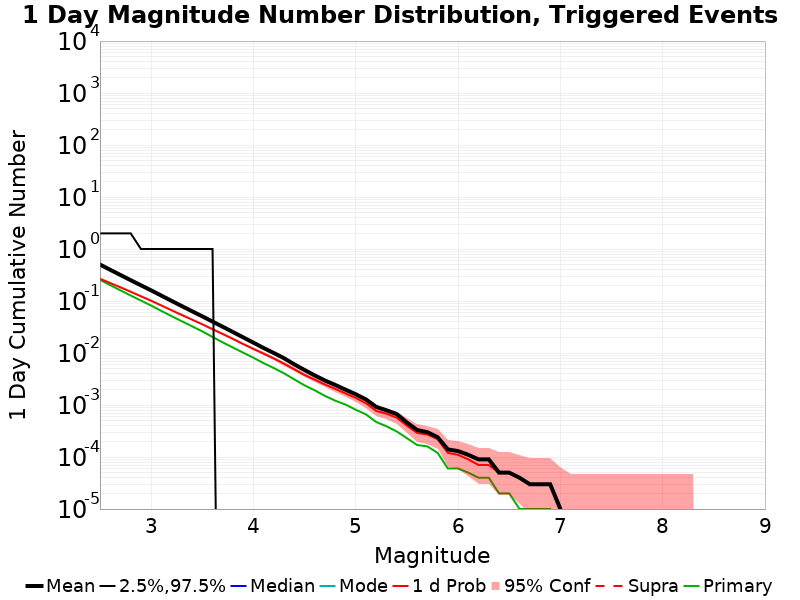 1 Day Magnitude Number Distribution, Triggered Events
1 Day Cumulative Number
10^4
10^3
10^2
10^1
10^0
10^-1
10^-2
10^-3
10^-4
10^-5
3 4 5 6 7 8 9
Magnitude
Mean 2.5%,97.5% Median Mode 1 d Prob 95% Conf Supra Primary